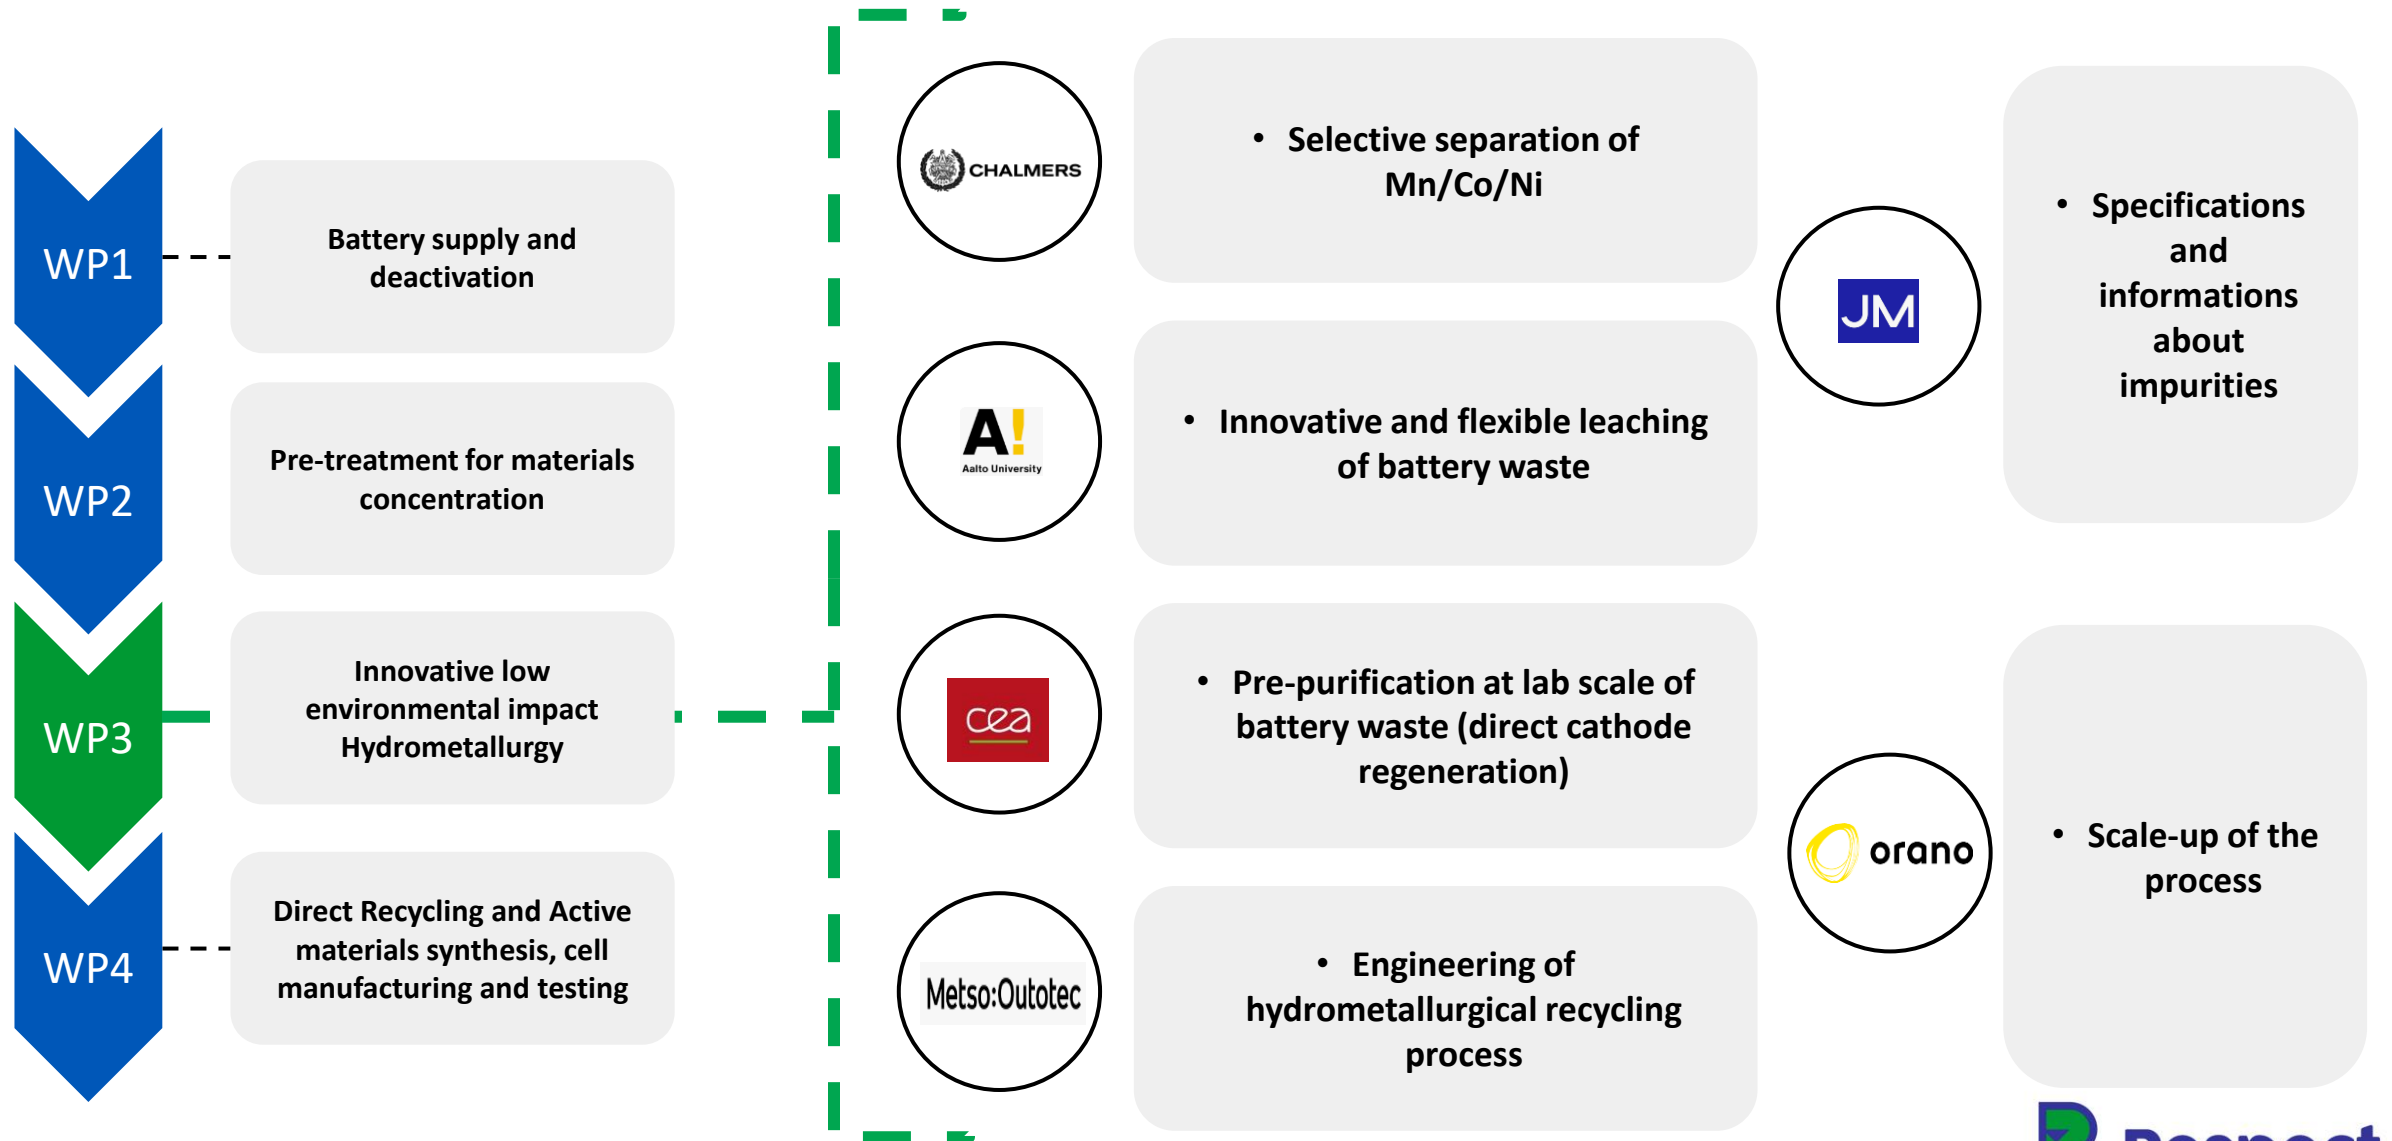 WP1
Battery supply and
deactivation
WP2
Pre-treatment for materials
concentration
WP3
Innovative low
environmental impact
Hydrometallurgy
WP4
Direct Recycling and Active
materials synthesis, cell
manufacturing and testing
CHALMERS
• Selective separation of
Mn/Co/Ni
A!
Aalto University
• Innovative and flexible leaching
of battery waste
cea
• Pre-purification at lab scale of
battery waste (direct cathode
regeneration)
Metso:Outotec
• Engineering of
hydrometallurgical recycling
process
JM
• Specifications
and
informations
about
impurities
orano
• Scale-up of the
process
Respect